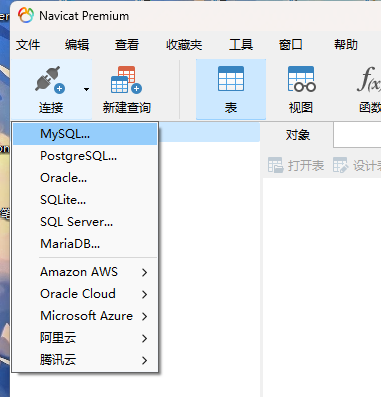 Navicat Premium
文件 编辑 查看 收藏夹 工具 窗口 帮助
连接 新建查询 表 视图 函数
f(x)
MySQL...
PostgreSQL...
Oracle...
SQLite...
SQL Server...
MariaDB...
Amazon AWS
Oracle Cloud
Microsoft Azure
阿里云
腾讯云
对象
打开表 设计表